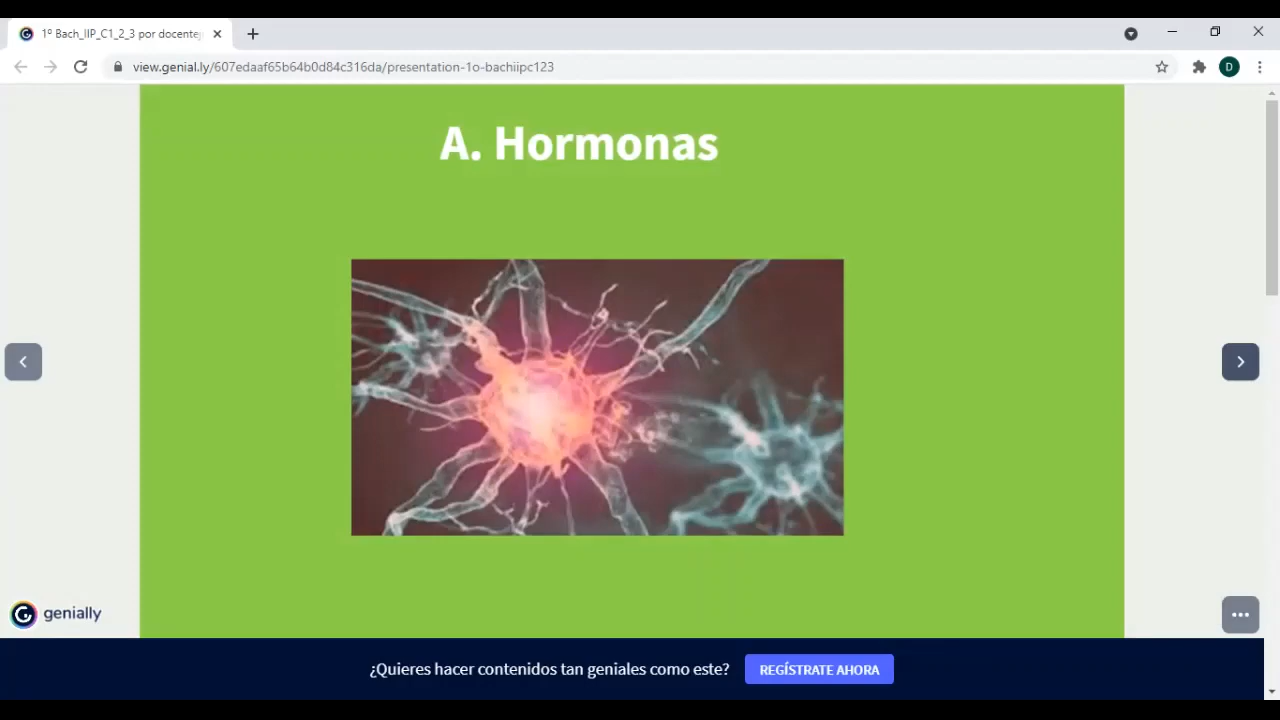 1º Bach_IIP_C1_2_3 por docente
view.genial.ly/607edaaf65b64b0d84c316da/presentation-1o-bachiipc123
D
A. Hormonas
genially
¿Quieres hacer contenidos tan geniales como este?
REGÍSTRATE AHORA